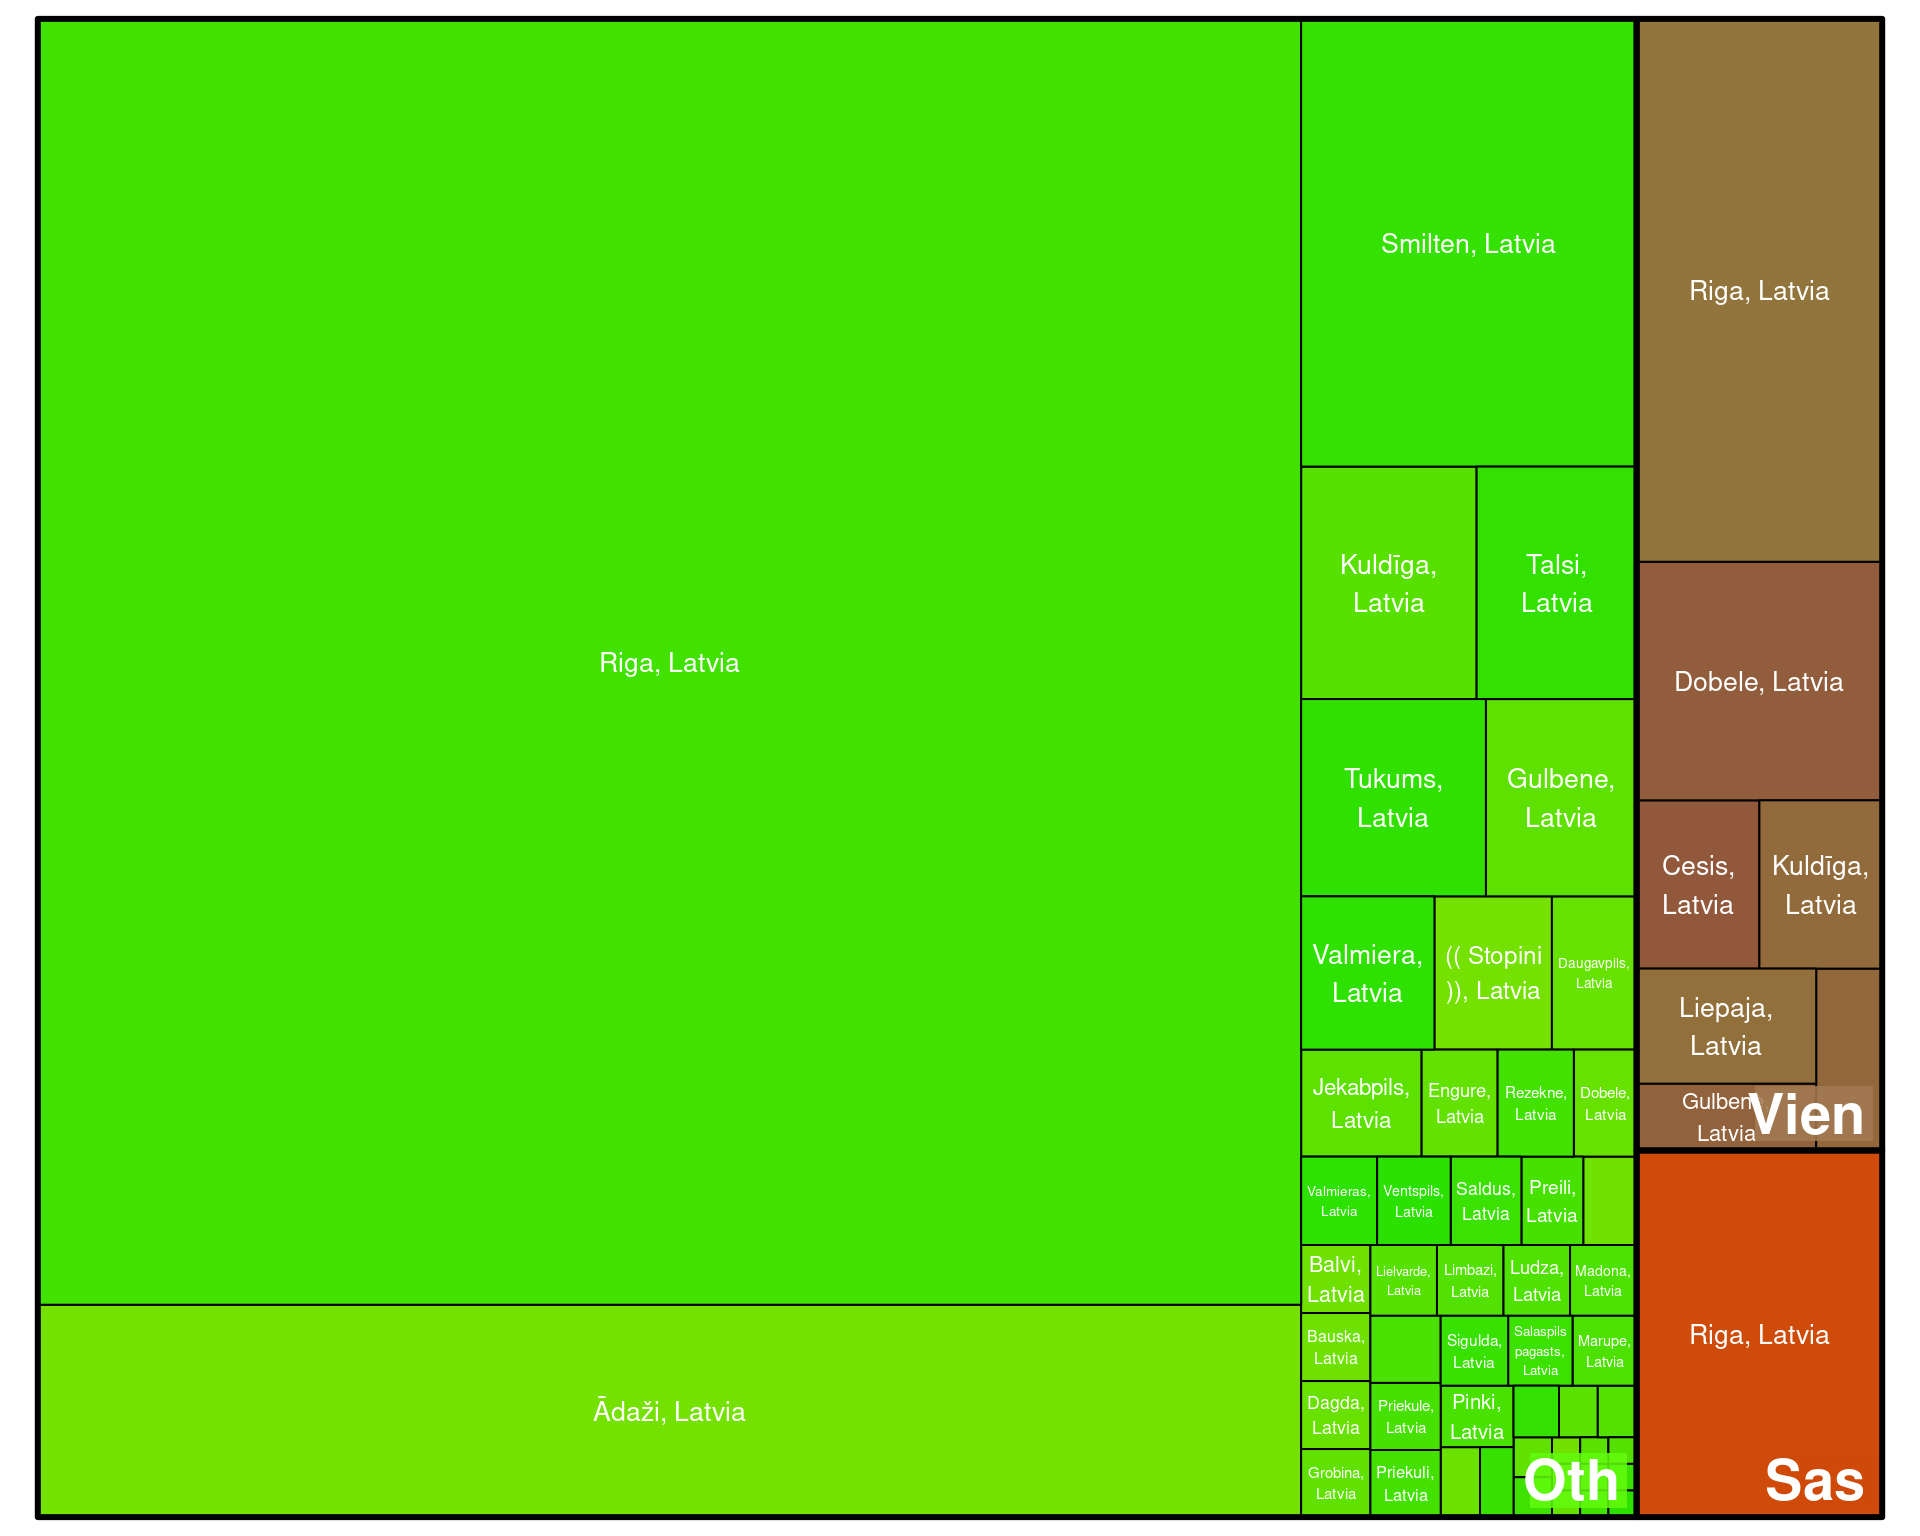 Riga, Latvia
Ādaži, Latvia
Smilten, Latvia
Kuldīga,
Latvia
Talsi,
Latvia
Tukums,
Latvia
Gulbene,
Latvia
Valmiera,
Latvia
(( Stopini
)), Latvia
Daugavpils,
Latvia
Jekabpils,
Latvia
Engure,
Latvia
Rezekne,
Latvia
Dobele,
Latvia
Valmieras,
Latvia
Ventspils,
Latvia
Saldus,
Latvia
Preili,
Latvia
Balvi,
Latvia
Lielvarde,
Latvia
Limbazi,
Latvia
Ludza,
Latvia
Madona,
Latvia
Bauska,
Latvia
Sigulda,
Latvia
Salaspils
pagasts,
Latvia
Marupe,
Latvia
Dagda,
Latvia
Priekule,
Latvia
Pinki,
Latvia
Grobina,
Latvia
Priekuli,
Latvia
Oth
Riga, Latvia
Dobele, Latvia
Cesis,
Latvia
Kuldīga,
Latvia
Liepaja,
Latvia
Gulben
Latvia
Vien
Riga, Latvia
Sas